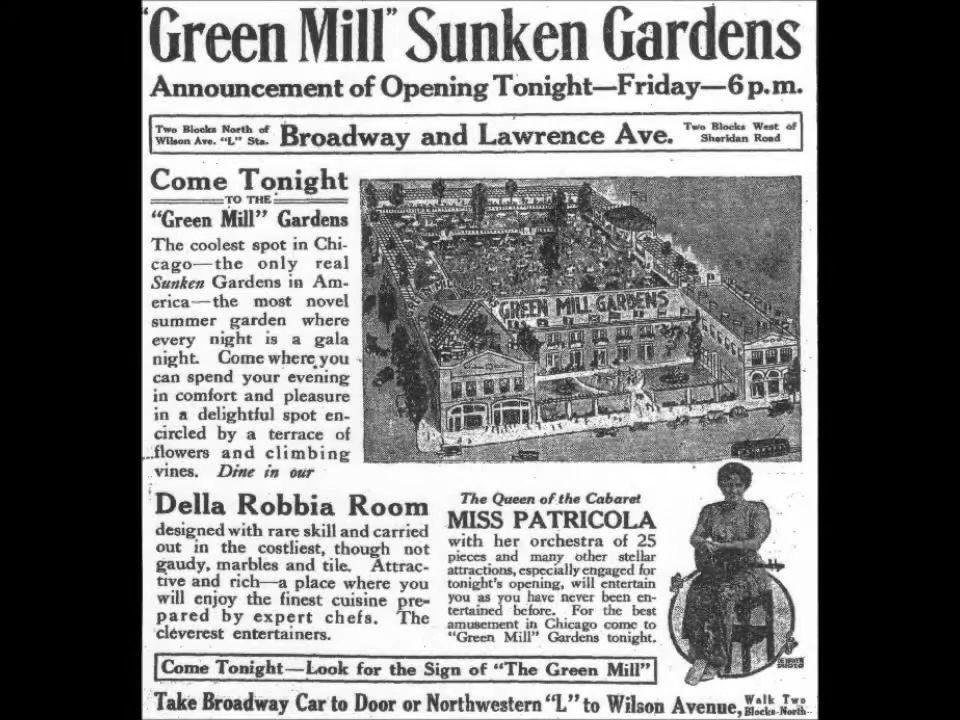 "Green Mill" Sunken Gardens
Announcement of Opening Tonight—Friday—6 p.m.
Two Blocks North of
Wilson Ave. "L" Sta.
Broadway and Lawrence Ave.
Two Blocks West of
Sheridan Road
Come Tonight
TO THE
"Green Mill" Gardens
The coolest spot in Chi-
cago—the only real
Sunken Gardens in Am-
erica—the most novel
summer garden where
every night is a gala
night. Come where you
can spend your evening
in comfort and pleasure
in a delightful spot en-
circled by a terrace of
flowers and climbing
vines. Dine in our
GREEN MILL GARDENS
Della Robbia Room
designed with rare skill and carried
out in the costliest, though not
gaudy, marbles and tile. Attrac-
tive and rich—a place where you
will enjoy the finest cuisine pre-
pared by expert chefs. The
cleverest entertainers.
The Queen of the Cabaret
MISS PATRICOLA
with her orchestra of 25
pieces and many other stellar
attractions, especially engaged for
tonight's opening, will entertain
you as you have never been en-
tertained before. For the best
amusement in Chicago come to
"Green Mill" Gardens tonight.
Come Tonight—Look for the Sign of "The Green Mill"
Take Broadway Car to Door or Northwestern "L" to Wilson Avenue,
Walk Two
Blocks North